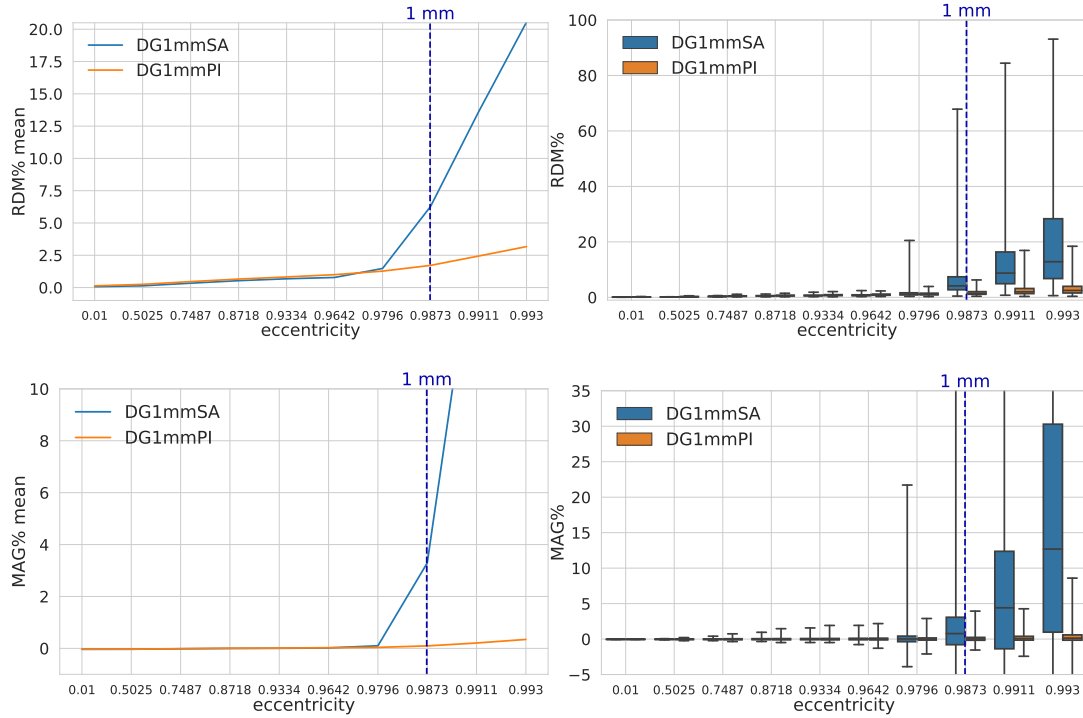 1 mm
20.0
17.5
15.0
12.5
10.0
7.5
5.0
2.5
0.0
RDM% mean
DG1mmSA
DG1mmPI
0.01 0.5025 0.7487 0.8718 0.9334 0.9642 0.9796 0.9873 0.9911 0.993
eccentricity
1 mm
100
80
60
40
20
0
RDM%
DG1mmSA
DG1mmPI
0.01 0.5025 0.7487 0.8718 0.9334 0.9642 0.9796 0.9873 0.9911 0.993
eccentricity
1 mm
10
8
6
4
2
0
MAG% mean
DG1mmSA
DG1mmPI
0.01 0.5025 0.7487 0.8718 0.9334 0.9642 0.9796 0.9873 0.9911 0.993
eccentricity
1 mm
35
30
25
20
15
10
5
0
−5
MAG%
DG1mmSA
DG1mmPI
0.01 0.5025 0.7487 0.8718 0.9334 0.9642 0.9796 0.9873 0.9911 0.993
eccentricity